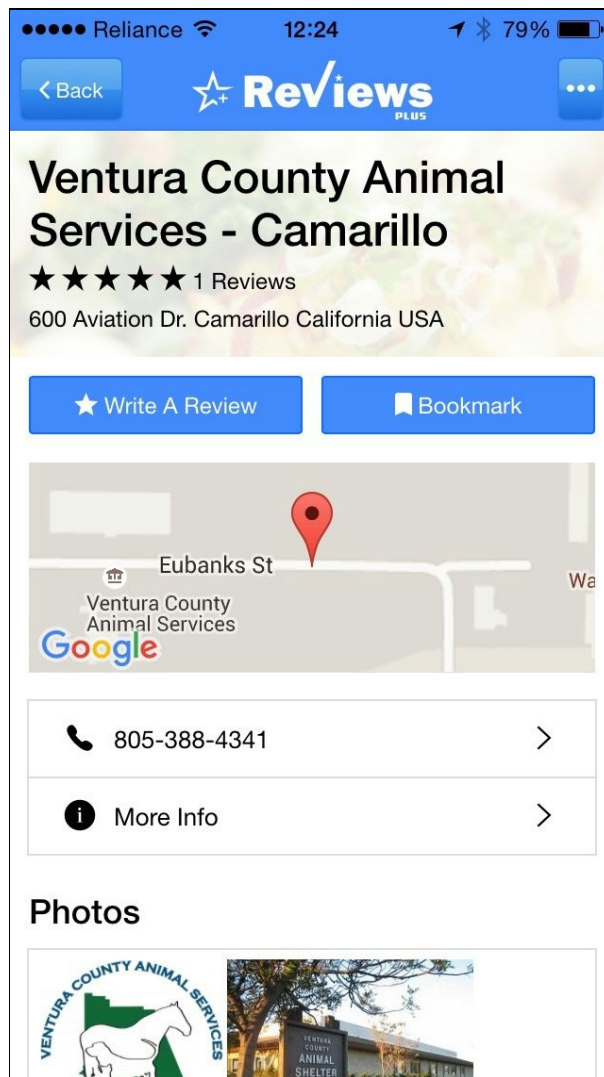 Reliance 12:24 79%
Back
Reviews
PLUS
Ventura County Animal
Services - Camarillo
1 Reviews
600 Aviation Dr. Camarillo California USA
Write A Review
Bookmark
Eubanks St
Wa
Ventura County
Animal Services
Google
805-388-4341
More Info
Photos
VENTURA COUNTY ANIMAL SERVICES
VENTURA
COUNTY
ANIMAL
SHELTER